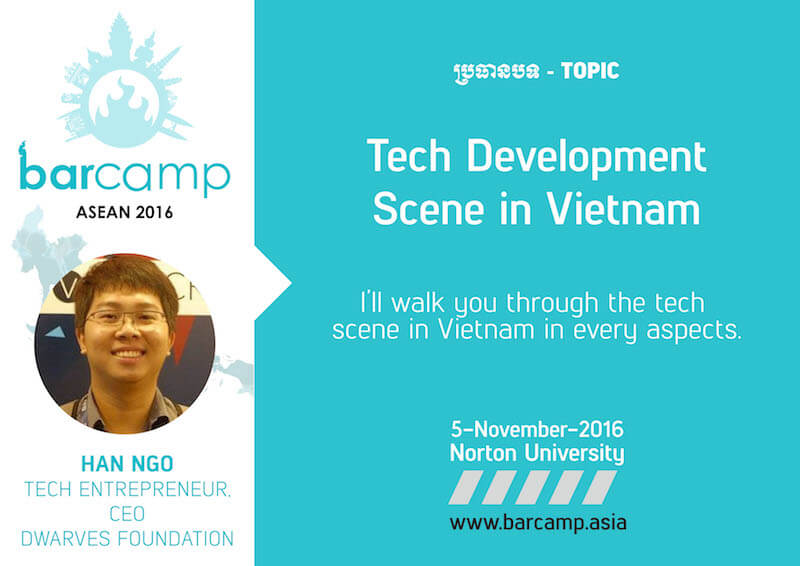 barcamp
ASEAN 2016
HAN NGO
TECH ENTREPRENEUR,
CEO
DWARVES FOUNDATION
ប្រធានបទ - TOPIC
Tech Development
Scene in Vietnam
I'll walk you through the tech
scene in Vietnam in every aspects.
5-November-2016
Norton University
www.barcamp.asia